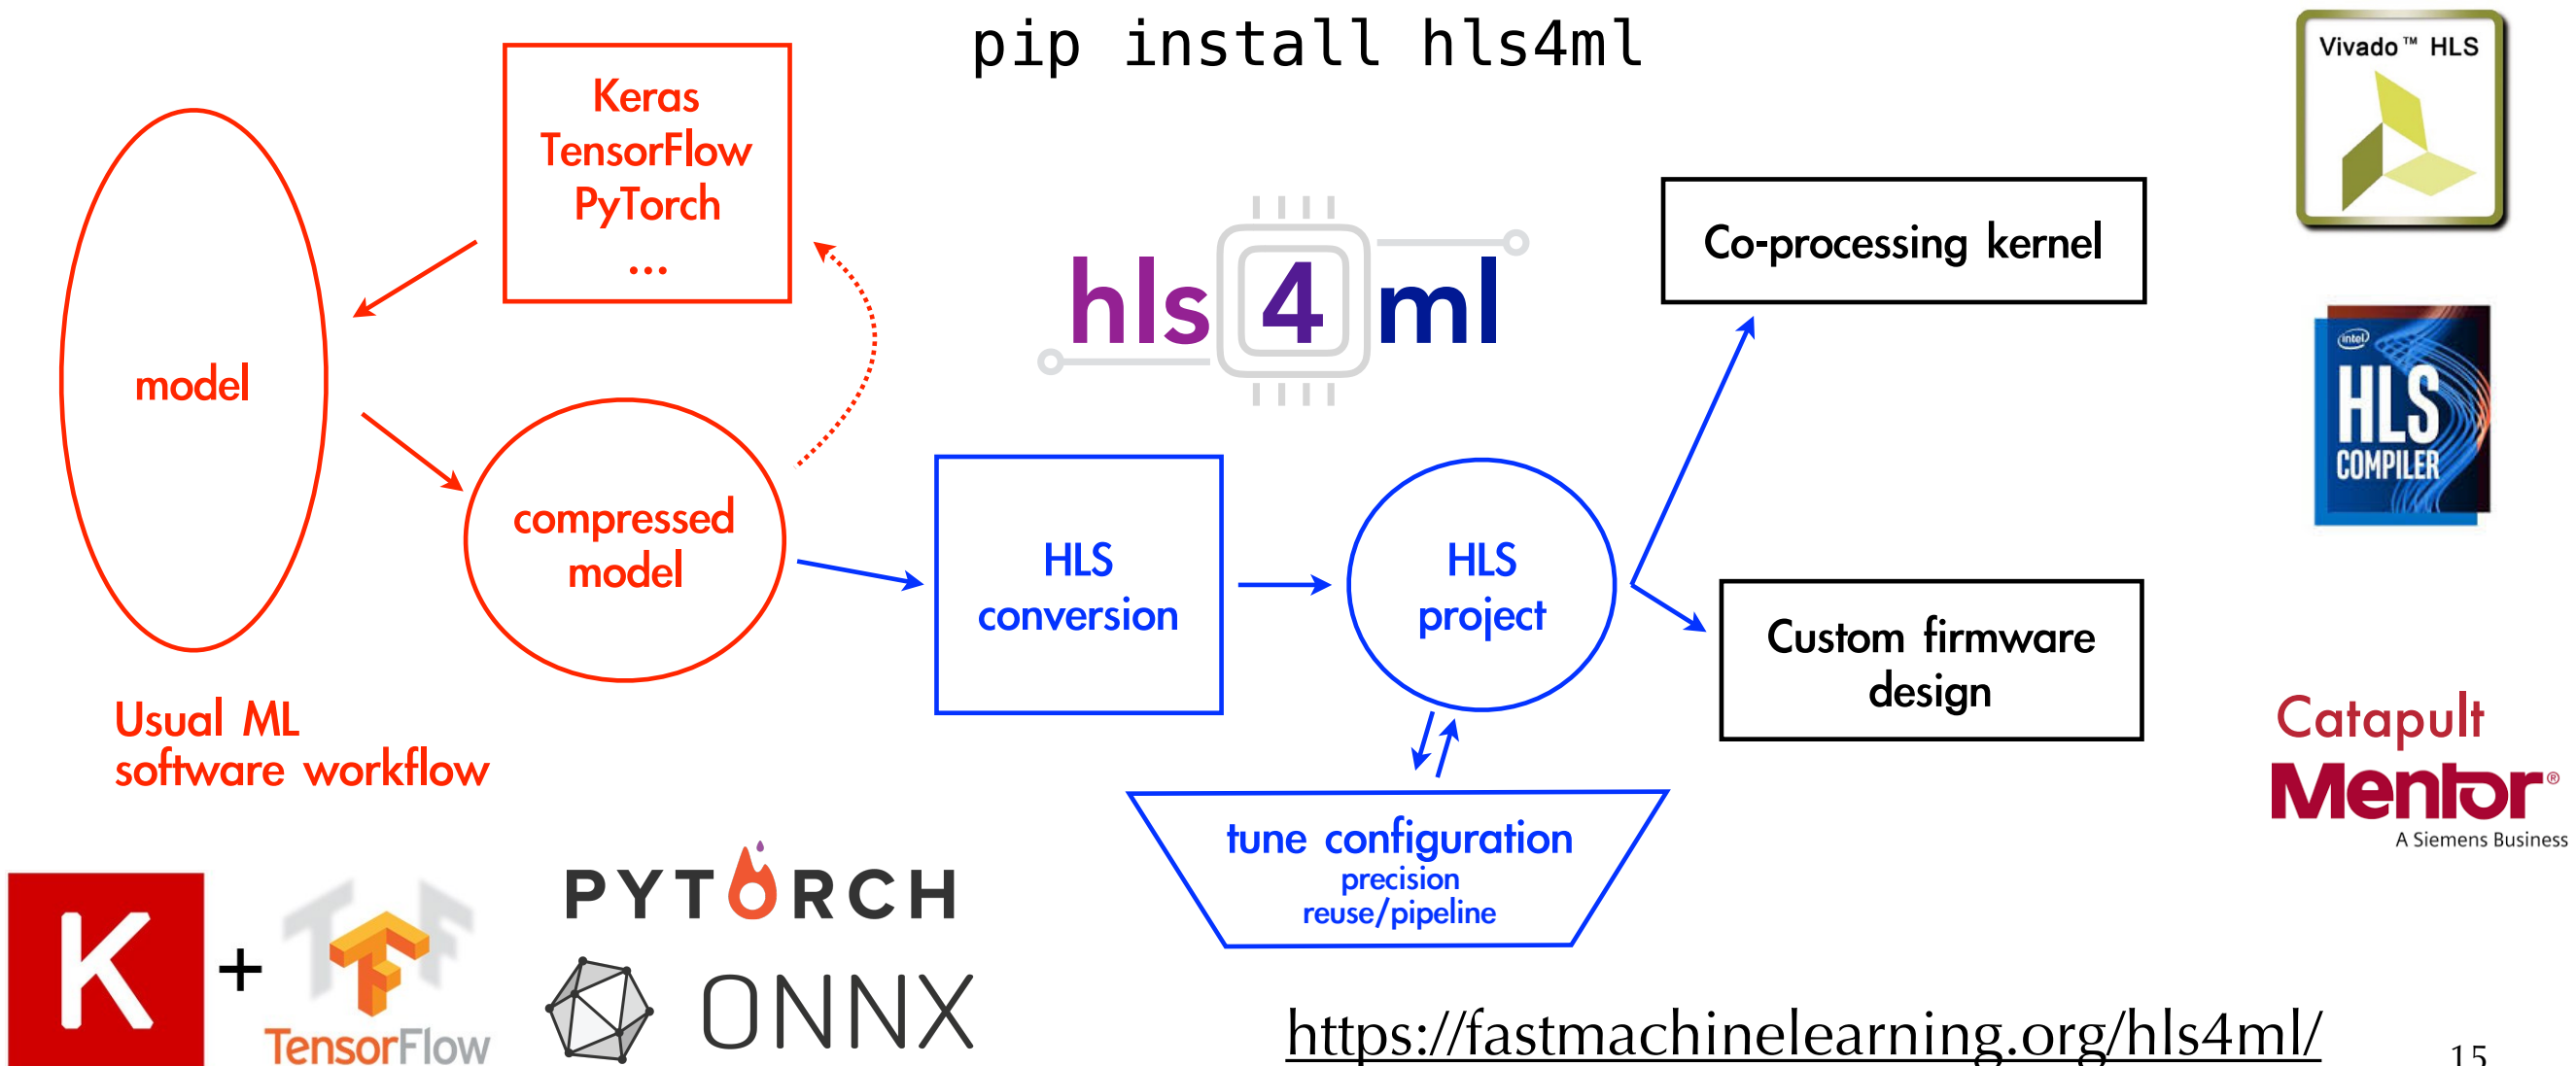 pip install hls4ml
Vivado™ HLS
Keras
TensorFlow
PyTorch
...
hls 4 ml
Co-processing kernel
model
intel
HLS
COMPILER
compressed
model
HLS
conversion
HLS
project
Custom firmware
design
Usual ML
software workflow
Catapult
Mentor®
A Siemens Business
tune configuration
precision
reuse/pipeline
K
+
TF
TensorFlow
PYTORCH
ONNX
https://fastmachinelearning.org/hls4ml/
15